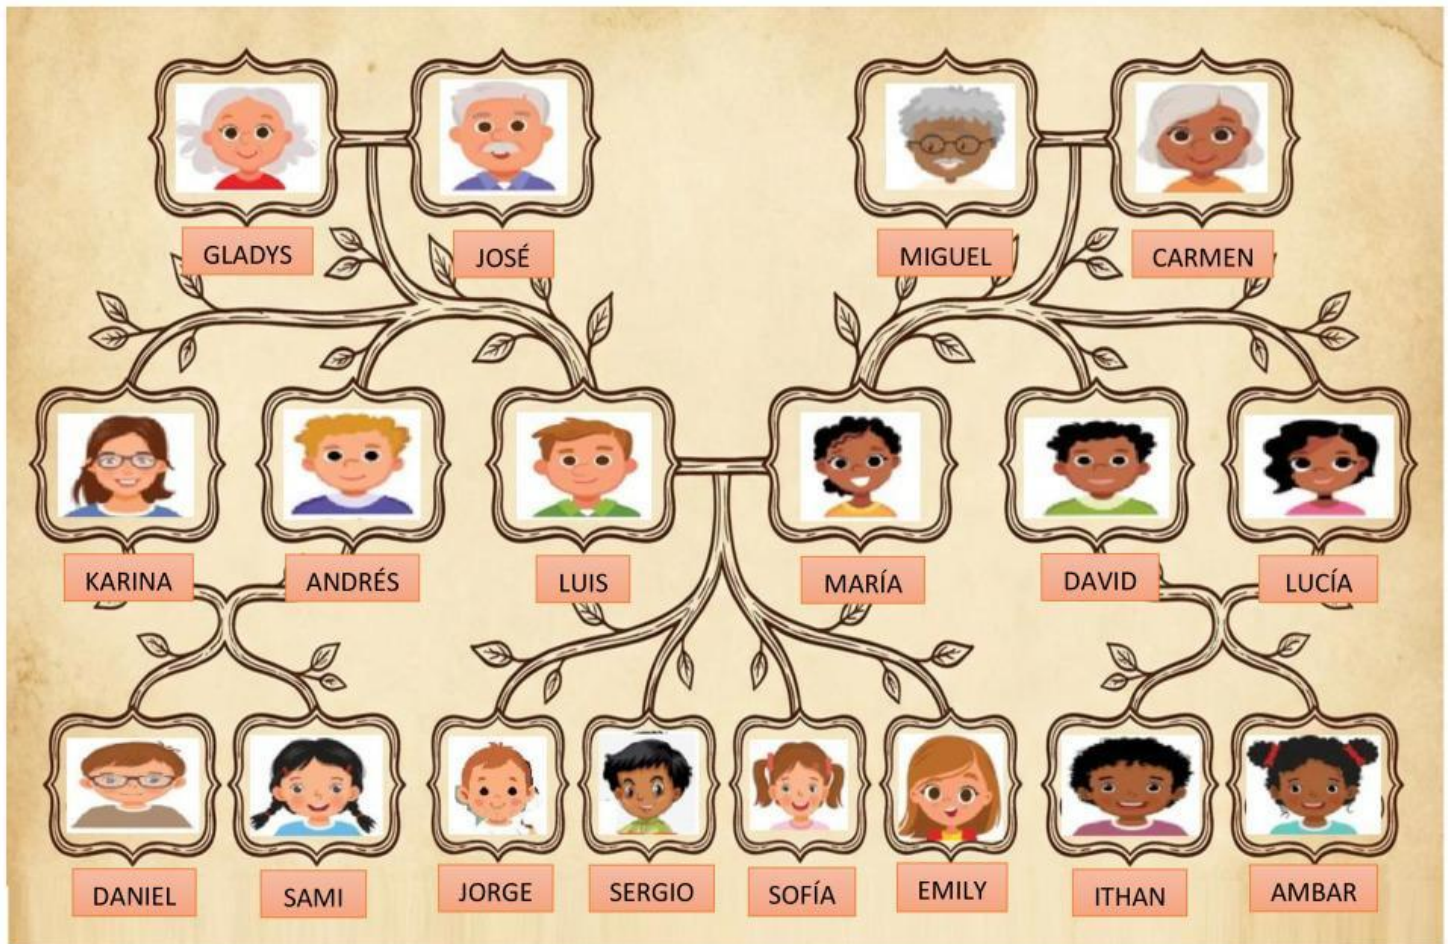 GLADYS
JOSÉ
MIGUEL
CARMEN
KARINA
ANDRÉS
LUIS
MARÍA
DAVID
LUCÍA
DANIEL
SAMI
JORGE
SERGIO
SOFÍA
EMILY
ITHAN
AMBAR